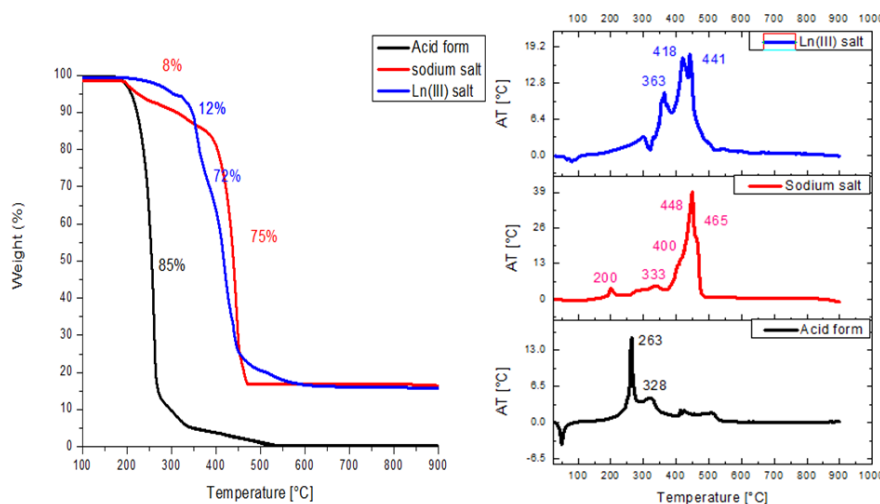 Acid form
sodium salt
Ln(III) salt
8%
12%
72%
75%
85%
Weight (%)
100
90
80
70
60
50
40
30
20
10
0
100 200 300 400 500 600 700 800 900
Temperature [°C]
0 100 200 300 400 500 600 700 800 900 1000
Ln(III) salt
418 441
363
AT [°C]
19.2
12.8
6.4
0.0
Sodium salt
448
465
400
333
200
AT [°C]
39
26
13
0
Acid form
263
328
AT [°C]
13.0
6.5
0.0
-6.5
100 200 300 400 500 600 700 800 900 1000
Temperature [°C]